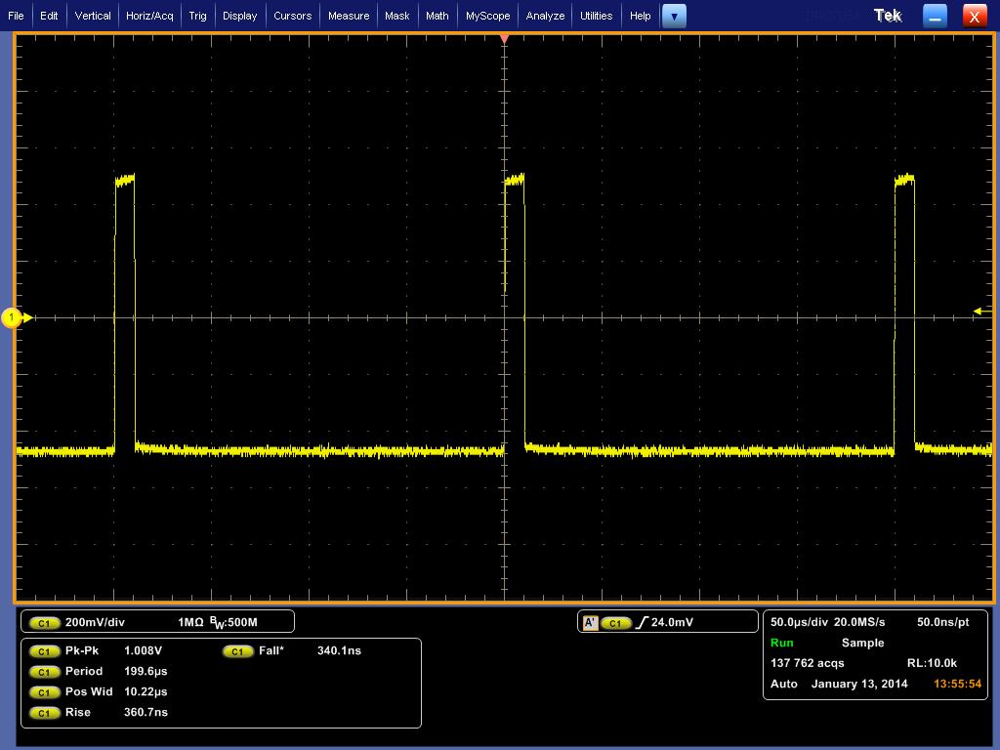 File Edit Vertical Horiz/Acq Trig Display Cursors Measure Mask Math MyScope Analyze Utilities Help Tek X
1
C1 200mV/div 1MΩ BW:500M
A' C1 24.0mV
50.0µs/div 20.0MS/s 50.0ns/pt
Run Sample
137 762 acqs RL:10.0k
Auto January 13, 2014 13:55:54
C1 Pk-Pk 1.008V C1 Fall* 340.1ns
C1 Period 199.6µs
C1 Pos Wid 10.22µs
C1 Rise 360.7ns